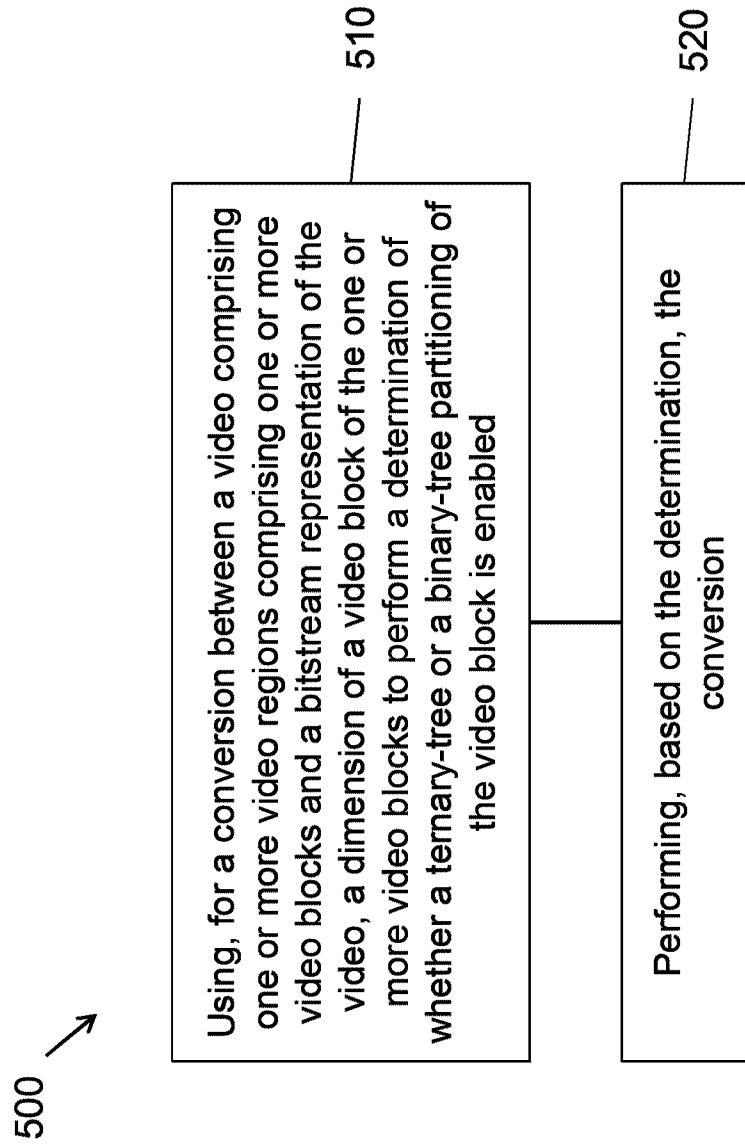 500
Using, for a conversion between a video comprising
one or more video regions comprising one or more
video blocks and a bitstream representation of the
video, a dimension of a video block of the one or
more video blocks to perform a determination of
whether a ternary-tree or a binary-tree partitioning of
the video block is enabled
510
Performing, based on the determination, the
conversion
520